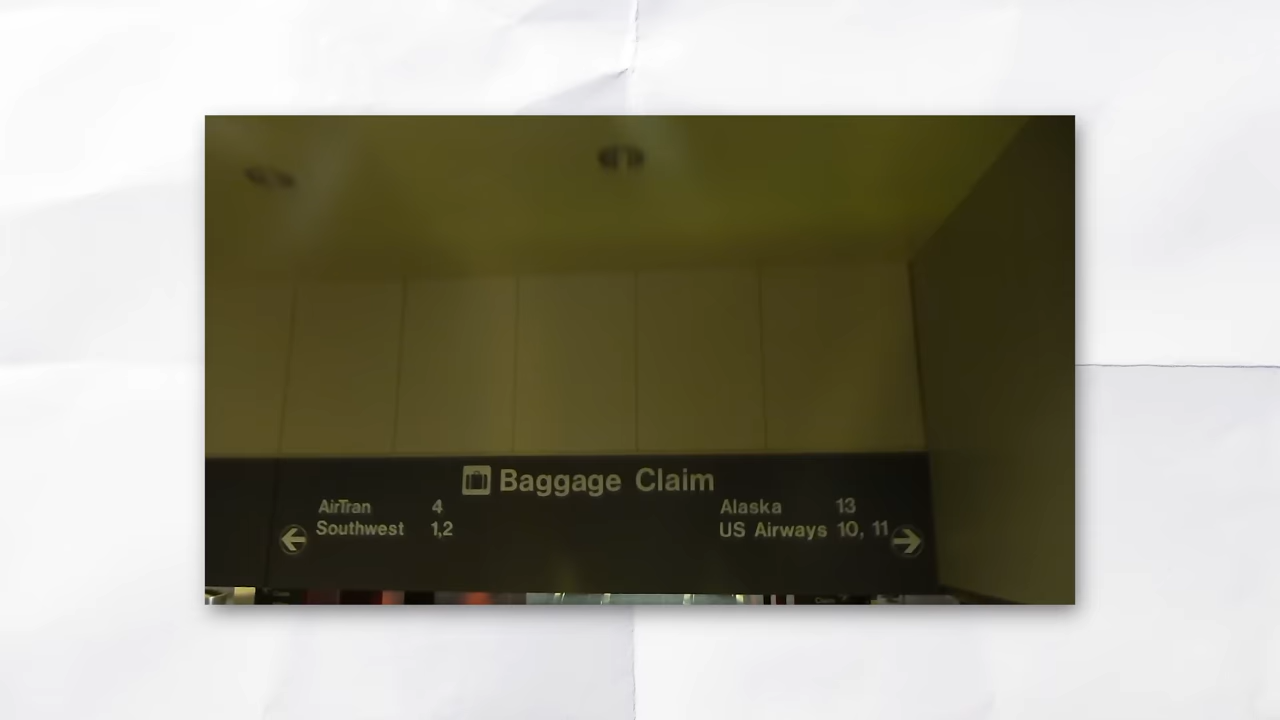 Baggage Claim
AirTran 4
Southwest 1,2
Alaska 13
US Airways 10, 11